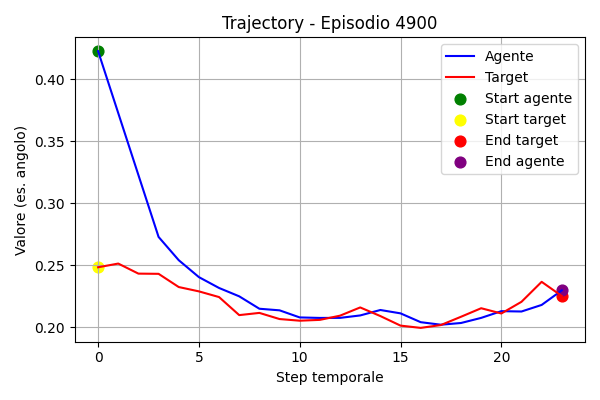 Trajectory - Episodio 4900
Valore (es. angolo)
0.40
0.35
0.30
0.25
0.20
Agente
Target
Start agente
Start target
End target
End agente
0 5 10 15 20
Step temporale